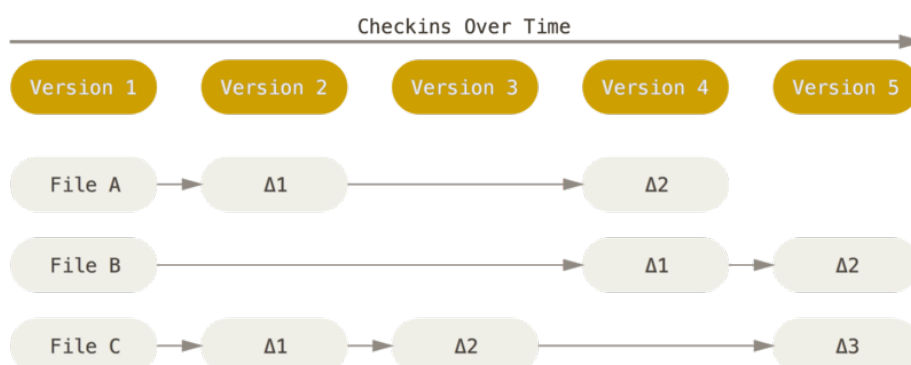 Checkins Over Time
Version 1 Version 2 Version 3 Version 4 Version 5
File A Δ1 Δ2
File B Δ1 Δ2
File C Δ1 Δ2 Δ3